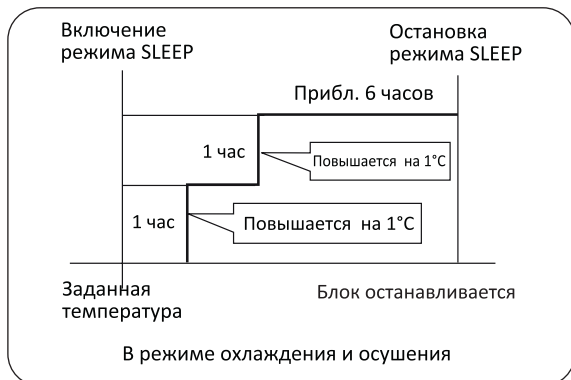 Включение
режима SLEEP
Остановка
режима SLEEP
Прибл. 6 часов
1 час
Повышается на 1°C
1 час
Повышается на 1°C
Заданная
температура
Блок останавливается
В режиме охлаждения и осушения